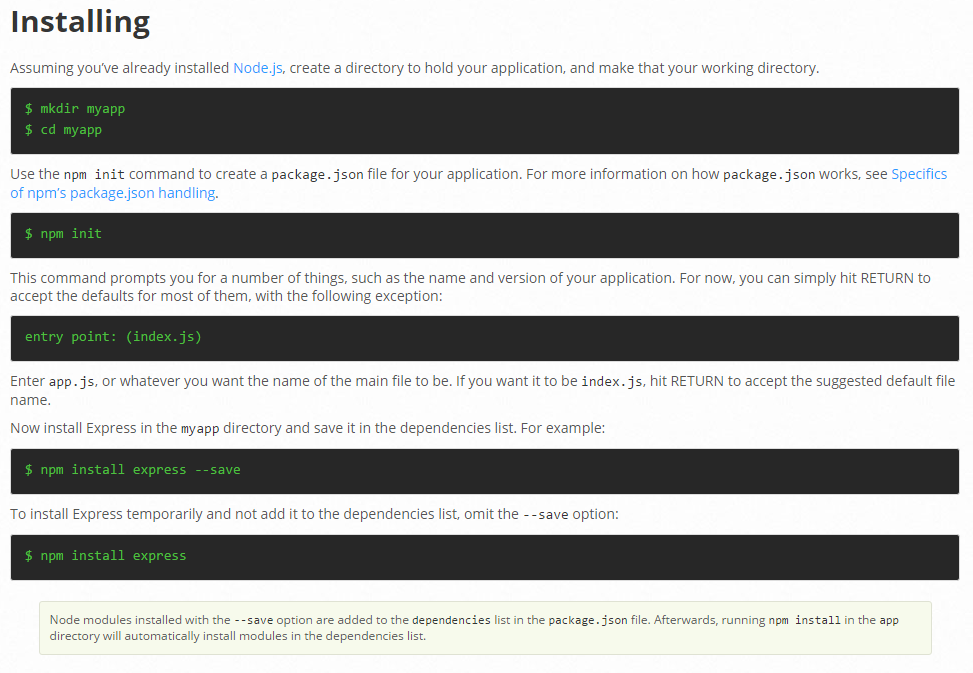 Installing
Assuming you’ve already installed Node.js, create a directory to hold your application, and make that your working directory.
$ mkdir myapp
$ cd myapp
Use the npm init command to create a package.json file for your application. For more information on how package.json works, see Specifics
of npm’s package.json handling.
$ npm init
This command prompts you for a number of things, such as the name and version of your application. For now, you can simply hit RETURN to
accept the defaults for most of them, with the following exception:
entry point: (index.js)
Enter app.js, or whatever you want the name of the main file to be. If you want it to be index.js, hit RETURN to accept the suggested default file
name.
Now install Express in the myapp directory and save it in the dependencies list. For example:
$ npm install express --save
To install Express temporarily and not add it to the dependencies list, omit the --save option:
$ npm install express
Node modules installed with the --save option are added to the dependencies list in the package.json file. Afterwards, running npm install in the app
directory will automatically install modules in the dependencies list.